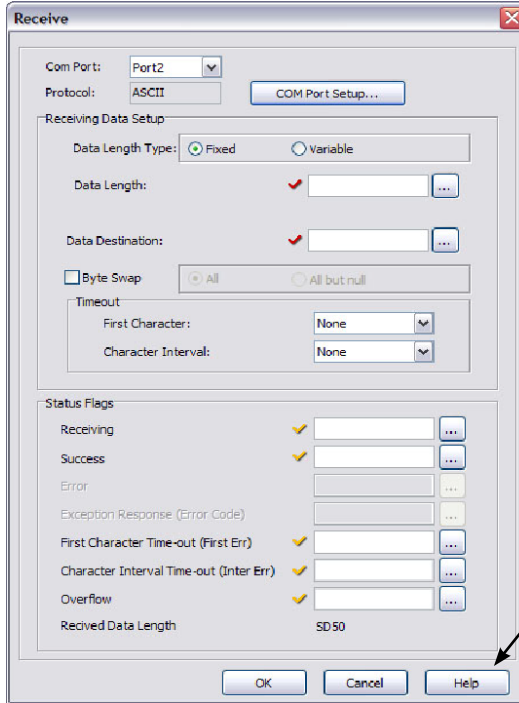 Receive
Com Port: Port2
Protocol: ASCII COM Port Setup...
Receiving Data Setup
Data Length Type: Fixed Variable
Data Length: ...
Data Destination: ...
Byte Swap All All but null
Timeout
First Character: None
Character Interval: None
Status Flags
Receiving ...
Success ...
Error ...
Exception Response (Error Code) ...
First Character Time-out (First Err) ...
Character Interval Time-out (Inter Err) ...
Overflow ...
Recived Data Length SD50
OK Cancel Help